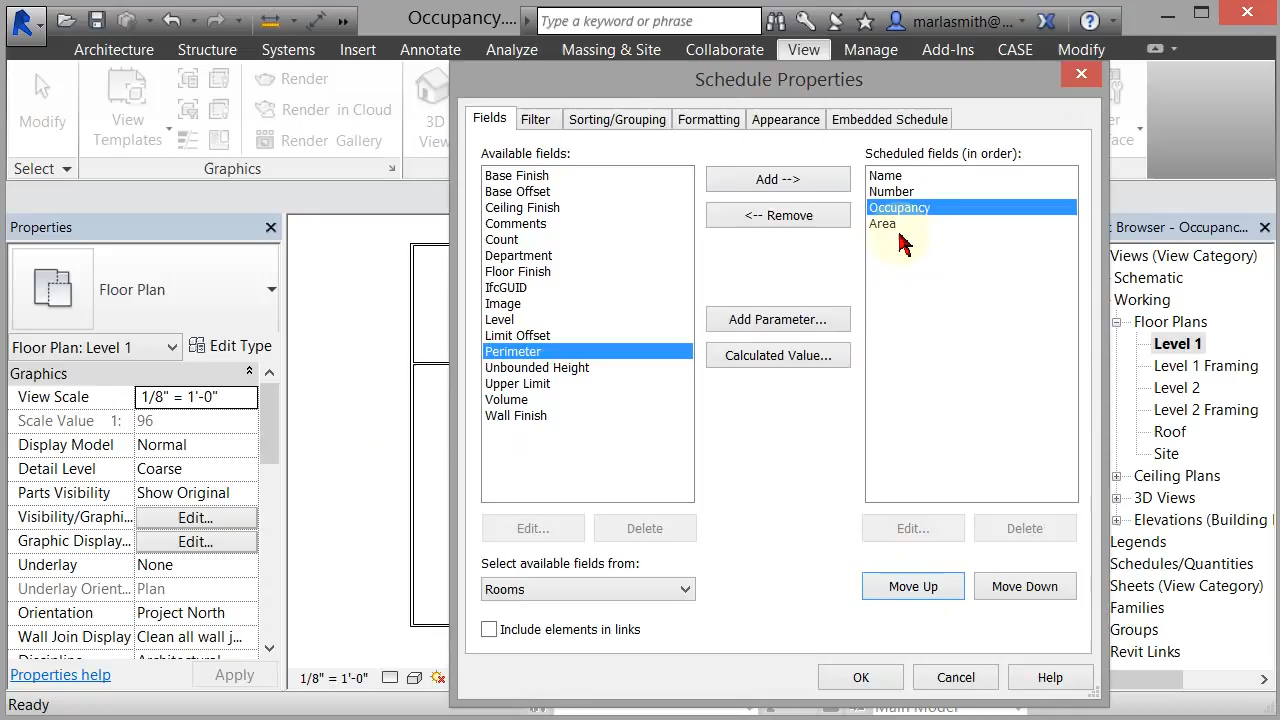 Occupancy....
Type a keyword or phrase
marlasmith@...
Architecture Structure Systems Insert Annotate Analyze Massing & Site Collaborate View Manage Add-Ins CASE Modify
Modify
View
Templates
Render
Render in Cloud
Render Gallery
3D
View
Select
Graphics
Schedule Properties
Fields Filter Sorting/Grouping Formatting Appearance Embedded Schedule
Available fields:
Base Finish
Base Offset
Ceiling Finish
Comments
Count
Department
Floor Finish
IfcGUID
Image
Level
Limit Offset
Perimeter
Unbounded Height
Upper Limit
Volume
Wall Finish
Add -->
<-- Remove
Add Parameter...
Calculated Value...
Scheduled fields (in order):
Name
Number
Occupancy
Area
Edit... Delete
Edit... Delete
Select available fields from:
Rooms
Move Up Move Down
Include elements in links
OK Cancel Help
Properties
Floor Plan
Floor Plan: Level 1
Edit Type
Graphics
View Scale 1/8" = 1'-0"
Scale Value 1: 96
Display Model Normal
Detail Level Coarse
Parts Visibility Show Original
Visibility/Graphi... Edit...
Graphic Display... Edit...
Underlay None
Underlay Orient... Plan
Orientation Project North
Wall Join Display Clean all wall j...
Properties help Apply
1/8" = 1'-0"
Ready
Browser - Occupanc...
Views (View Category)
Schematic
Working
Floor Plans
Level 1
Level 1 Framing
Level 2
Level 2 Framing
Roof
Site
Ceiling Plans
3D Views
Elevations (Building
Legends
Schedules/Quantities
Sheets (View Category)
Families
Groups
Revit Links